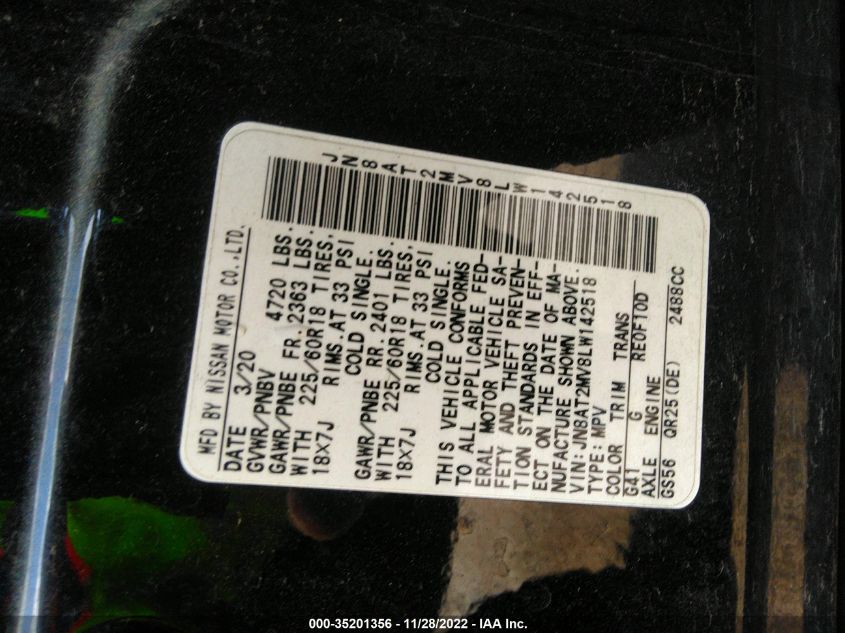 MFD BY NISSAN MOTOR CO.,LTD.
DATE 3/20
GVWR/PNBV 4720 LBS.
GAWR/PNBE FR. 2363 LBS.
WITH 225/60R18 TIRES,
18×7J RIMS.AT 33 PSI
COLD SINGLE.
GAWR/PNBE RR. 2401 LBS.
WITH 225/60R18 TIRES,
18×7J RIMS.AT 33 PSI
COLD SINGLE.
THIS VEHICLE CONFORMS
TO ALL APPLICABLE FED-
ERAL MOTOR VEHICLE SA-
FETY AND THEFT PREVEN-
TION STANDARDS IN EFF-
ECT ON THE DATE OF MA-
NUFACTURE SHOWN ABOVE.
VIN: JN8AT2MV8LW142518
TYPE: MPV
COLOR TRIM TRANS
G41 G RE0F10D
AXLE ENGINE
GS56 QR25(DE) 2488CC
JN8AT2MV8LW142518
000-35201356 - 11/28/2022 - IAA Inc.